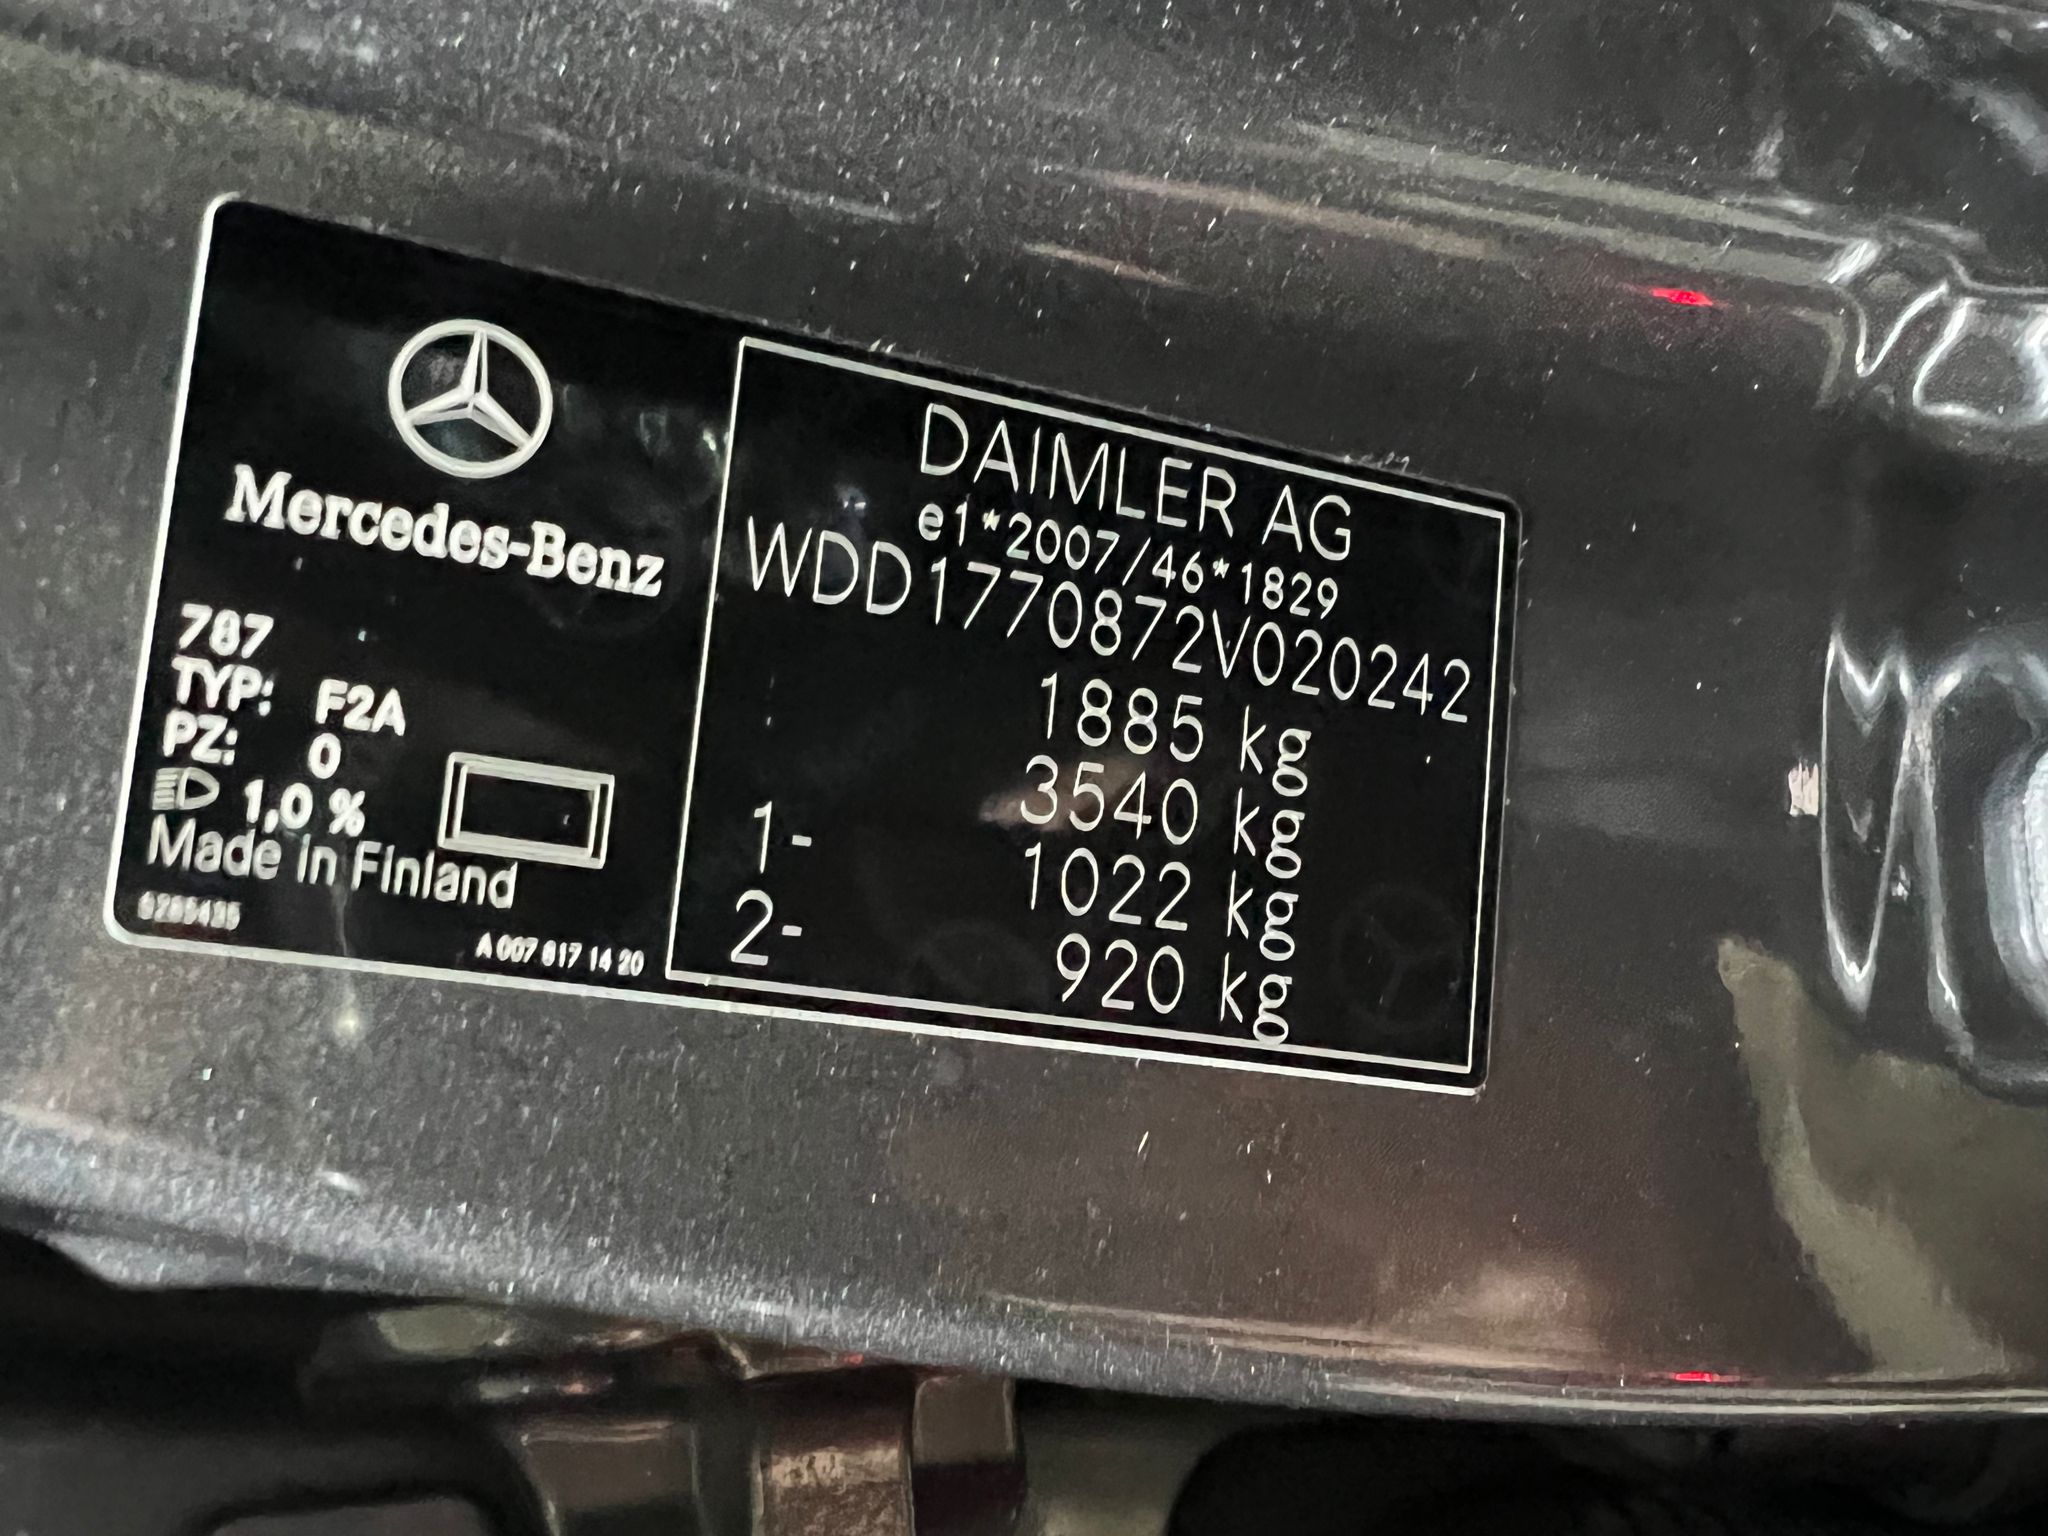 Mercedes-Benz
787
TYP: F2A
PZ: 0
1,0 %
Made in Finland
A 007 817 14 20
DAIMLER AG
e1*2007/46*1829
WDD1770872V020242
1885 kg
3540 kg
1- 1022 kg
2- 920 kg